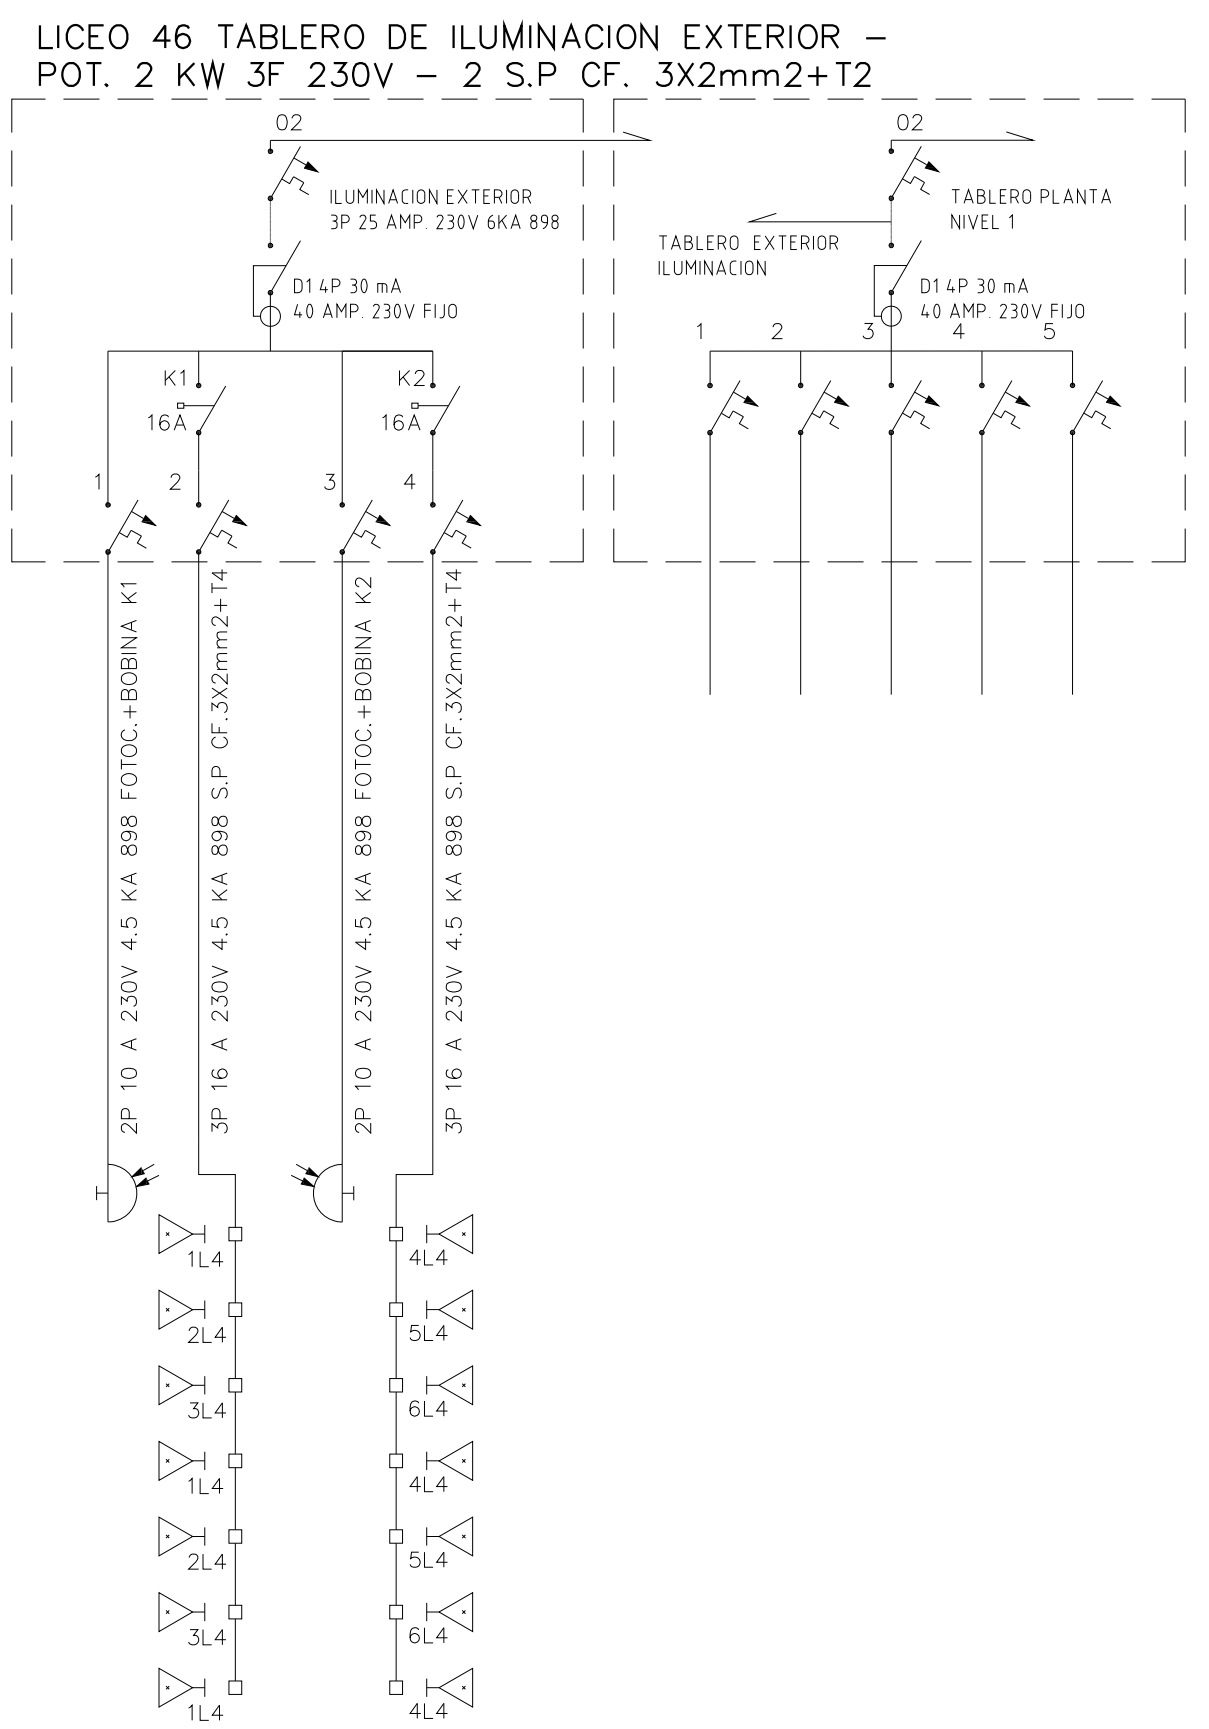 LICEO 46 TABLERO DE ILUMINACION EXTERIOR –
POT. 2 KW 3F 230V – 2 S.P CF. 3X2mm2+T2
02
ILUMINACION EXTERIOR
3P 25 AMP. 230V 6KA 898
D1 4P 30 mA
40 AMP. 230V FIJO
K1
16A
K2
16A
1
2
3
4
2P 10 A 230V 4.5 KA 898 FOTOC.+BOBINA K1
3P 16 A 230V 4.5 KA 898 S.P CF.3X2mm2+T4
2P 10 A 230V 4.5 KA 898 FOTOC.+BOBINA K2
3P 16 A 230V 4.5 KA 898 S.P CF.3X2mm2+T4
1L4
2L4
3L4
1L4
2L4
3L4
1L4
4L4
5L4
6L4
4L4
5L4
6L4
4L4
02
TABLERO PLANTA
NIVEL 1
TABLERO EXTERIOR
ILUMINACION
D1 4P 30 mA
40 AMP. 230V FIJO
1
2
3
4
5